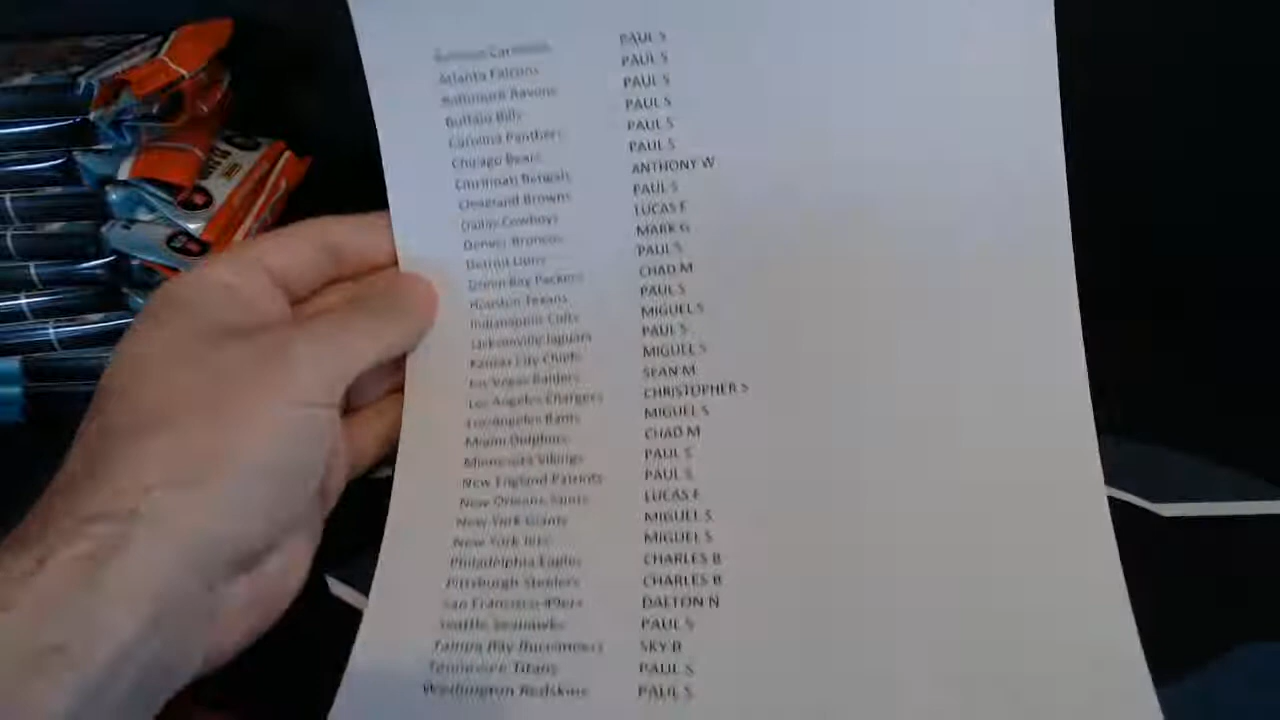 Arizona Cardinals PAUL S
Atlanta Falcons PAUL S
Baltimore Ravens PAUL S
Buffalo Bills PAUL S
Carolina Panthers PAUL S
Chicago Bears PAUL S
Cincinnati Bengals ANTHONY W
Cleveland Browns PAUL S
Dallas Cowboys LUCAS F
Denver Broncos MARK G
Detroit Lions PAUL S
Green Bay Packers CHAD M
Houston Texans PAUL S
Indianapolis Colts MIGUEL S
Jacksonville Jaguars PAUL S
Kansas City Chiefs MIGUEL S
Las Vegas Raiders SEAN M
Los Angeles Chargers CHRISTOPHER S
Los Angeles Rams MIGUEL S
Miami Dolphins CHAD M
Minnesota Vikings PAUL S
New England Patriots PAUL S
New Orleans Saints LUCAS F
New York Giants MIGUEL S
New York Jets MIGUEL S
Philadelphia Eagles CHARLES B
Pittsburgh Steelers CHARLES B
San Francisco 49ers DALTON N
Seattle Seahawks PAUL S
Tampa Bay Buccaneers SKY B
Tennessee Titans PAUL S
Washington Redskins PAUL S